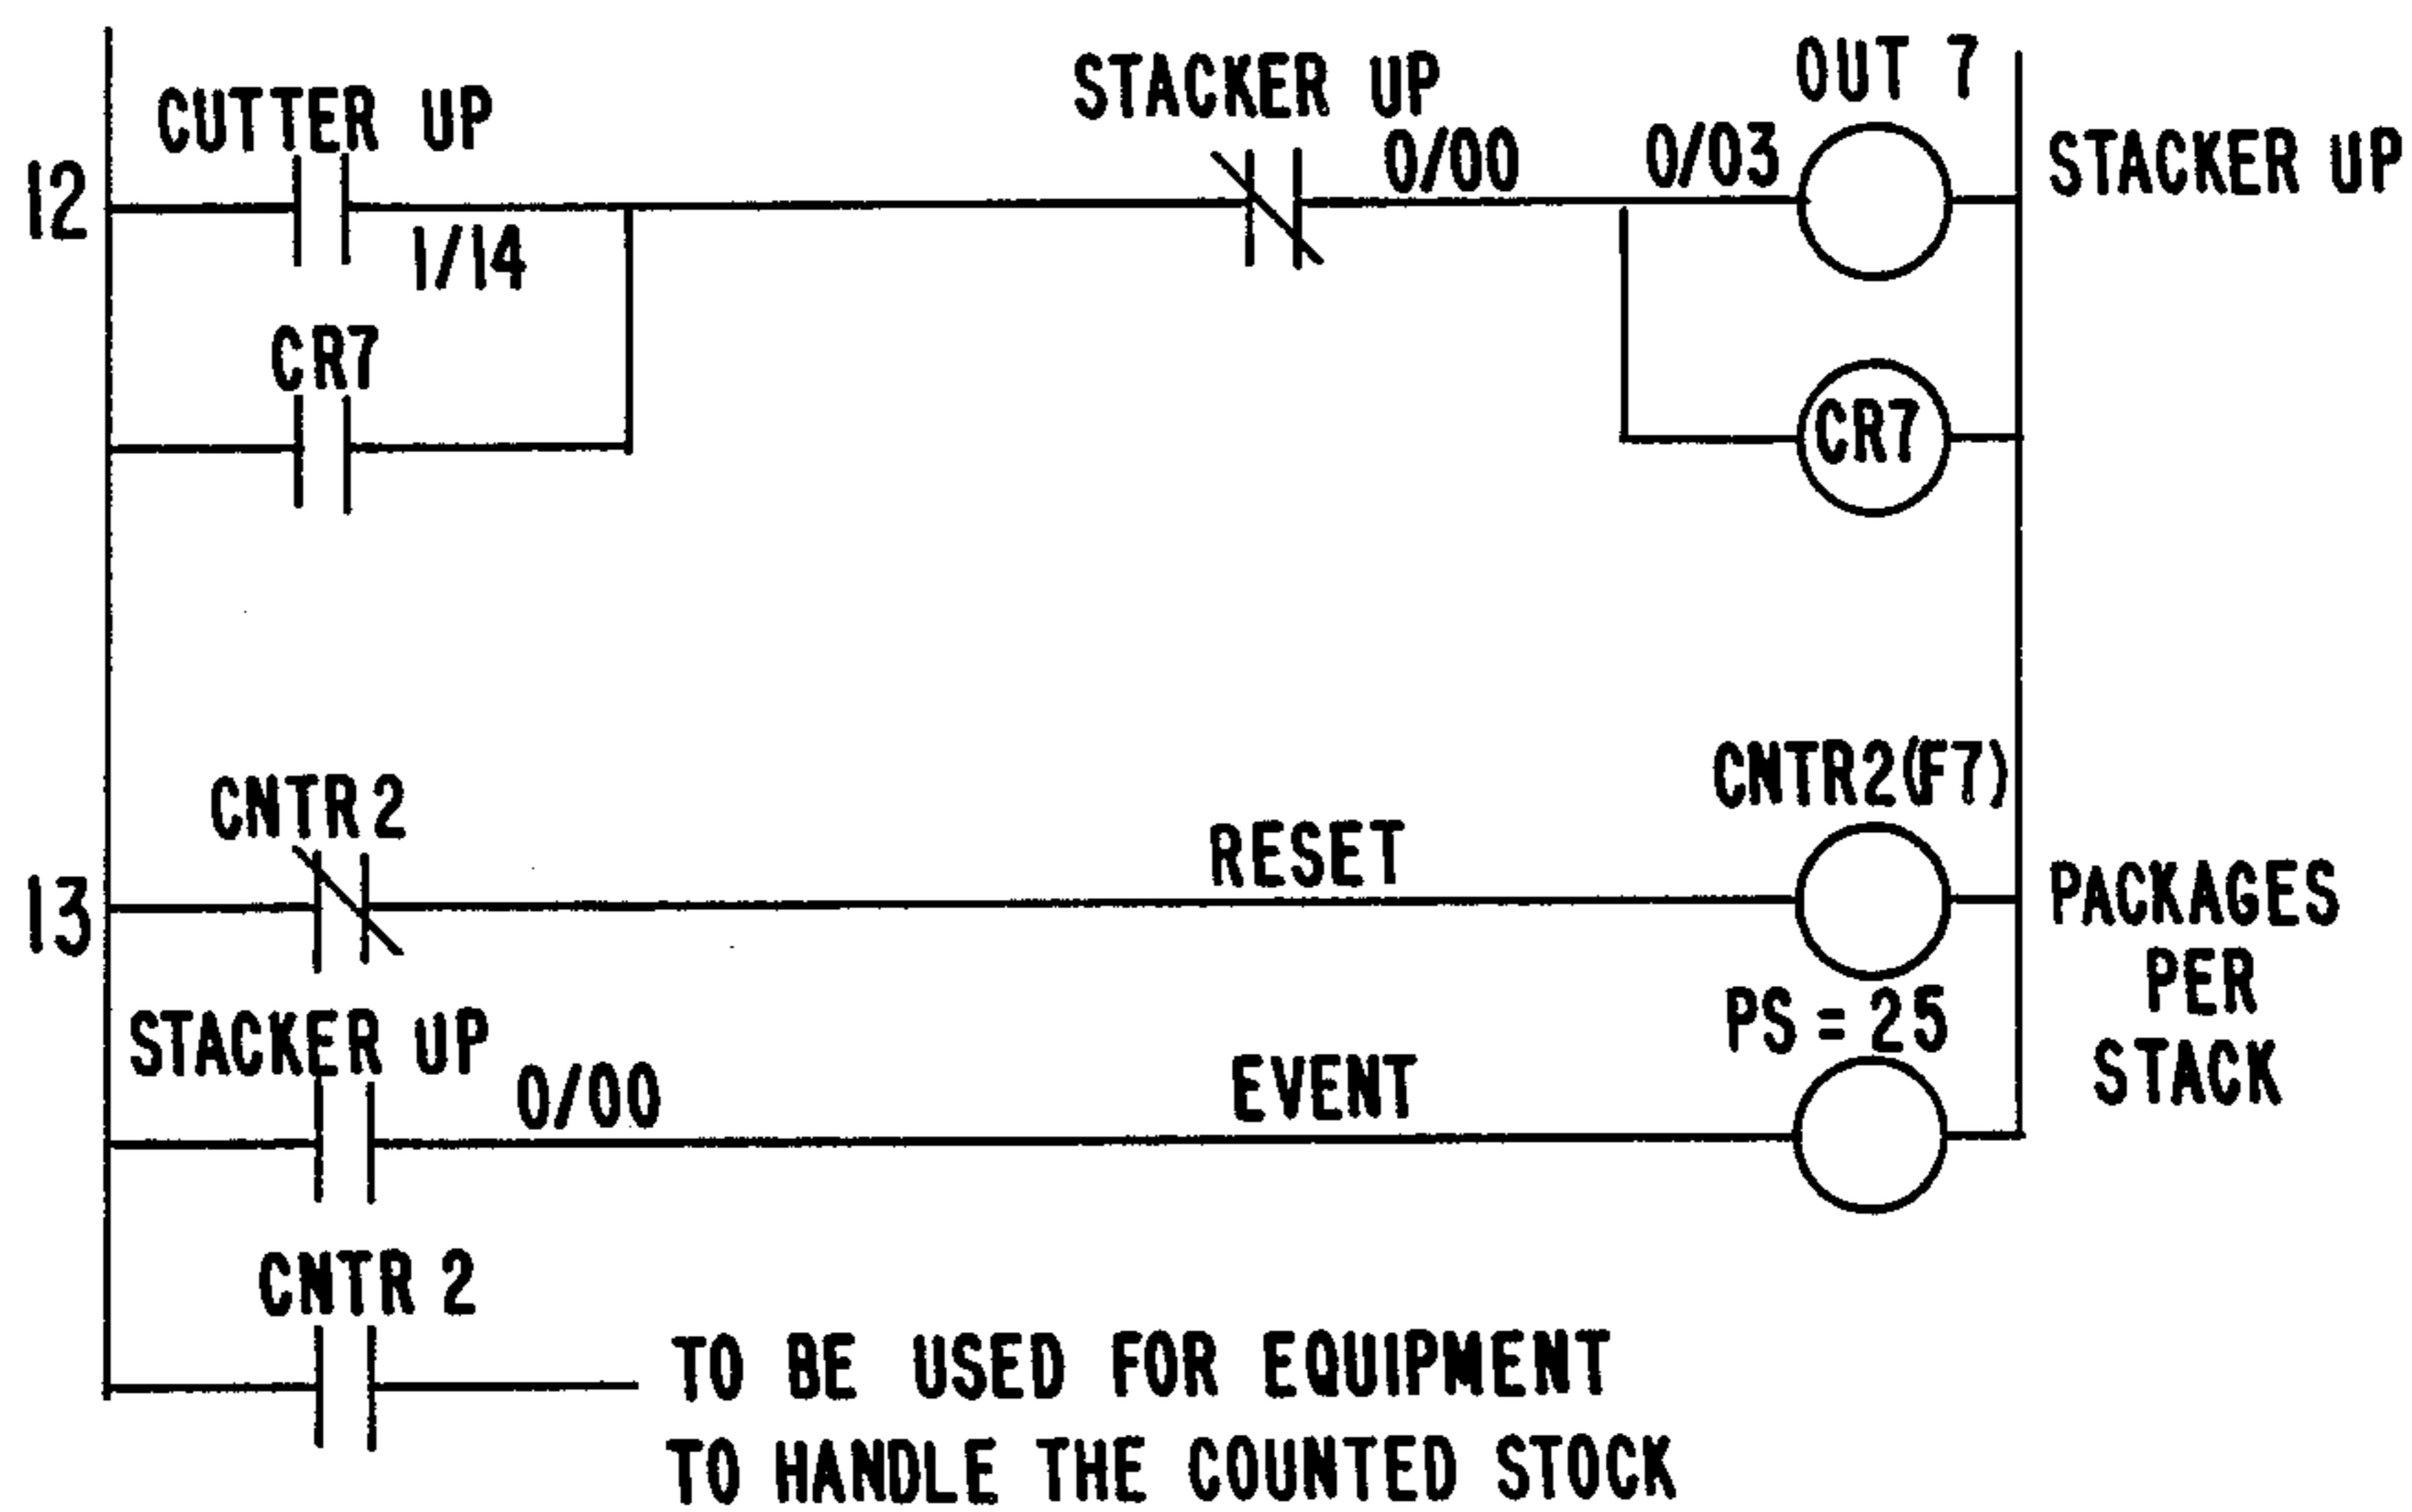 CUTTER UP
STACKER UP
OUT 7
12
1/14
0/00
0/03
STACKER UP
CR7
CR7
CNTR 2
RESET
CNTR2(F7)
13
PACKAGES
PER
STACK
PS = 25
STACKER UP
0/00
EVENT
CNTR 2
TO BE USED FOR EQUIPMENT
TO HANDLE THE COUNTED STOCK